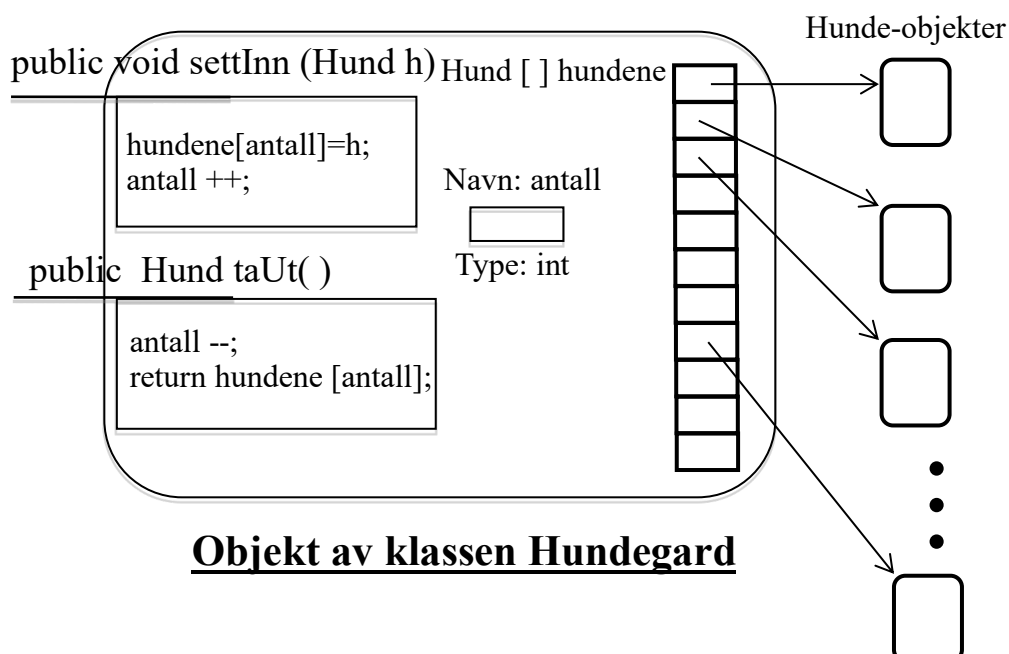 Hunde-objekter
public void settInn (Hund h)
Hund [ ] hundene
hundene[antall]=h;
antall ++;
Navn: antall
Type: int
public Hund taUt( )
antall --;
return hundene [antall];
Objekt av klassen Hundegard